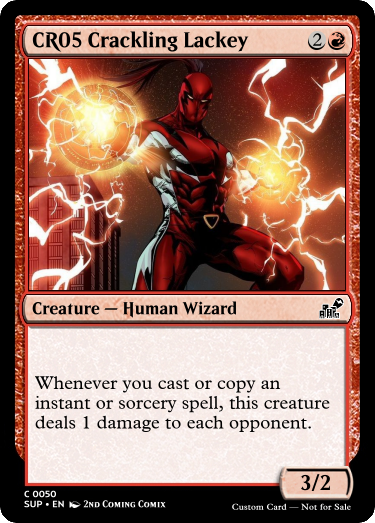 CR05 Crackling Lackey 2
Creature — Human Wizard
Whenever you cast or copy an
instant or sorcery spell, this creature
deals 1 damage to each opponent.
3/2
C 0050
SUP • EN 2nd Coming Comix
Custom Card — Not for Sale